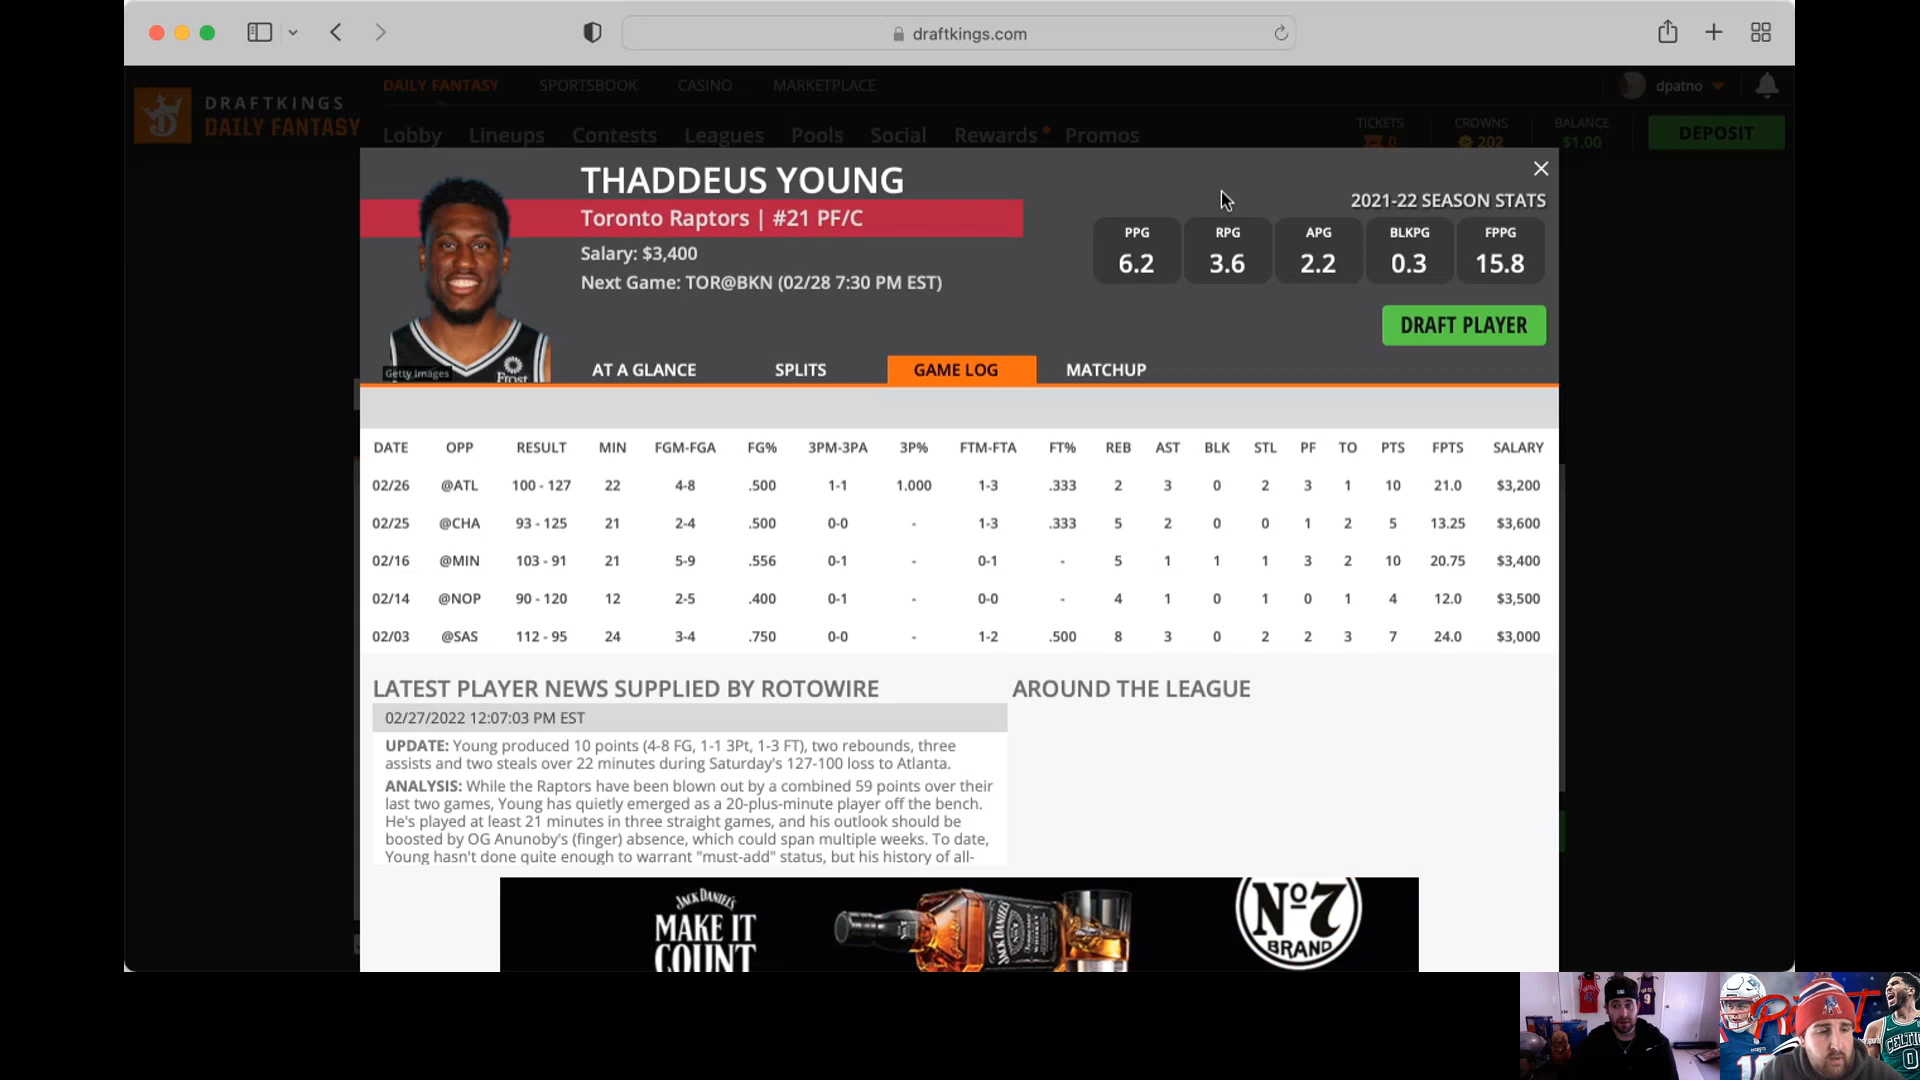 draftkings.com
DRAFTKINGS
DAILY FANTASY
DAILY FANTASY SPORTSBOOK CASINO MARKETPLACE
dpatno
Lobby Lineups Contests Leagues Pools Social Rewards Promos
TICKETS CROWNS BALANCE
0 202 $1.00
DEPOSIT
THADDEUS YOUNG
Toronto Raptors | #21 PF/C
Salary: $3,400
Next Game: TOR@BKN (02/28 7:30 PM EST)
2021-22 SEASON STATS
PPG RPG APG BLKPG FPPG
6.2 3.6 2.2 0.3 15.8
DRAFT PLAYER
Getty Images
Frost
AT A GLANCE SPLITS GAME LOG MATCHUP
DATE OPP RESULT MIN FGM-FGA FG% 3PM-3PA 3P% FTM-FTA FT% REB AST BLK STL PF TO PTS FPTS SALARY
02/26 @ATL 100 - 127 22 4-8 .500 1-1 1.000 1-3 .333 2 3 0 2 3 1 10 21.0 $3,200
02/25 @CHA 93 - 125 21 2-4 .500 0-0 - 1-3 .333 5 2 0 0 1 2 5 13.25 $3,600
02/16 @MIN 103 - 91 21 5-9 .556 0-1 - 0-1 - 5 1 1 1 3 2 10 20.75 $3,400
02/14 @NOP 90 - 120 12 2-5 .400 0-1 - 0-0 - 4 1 0 1 0 1 4 12.0 $3,500
02/03 @SAS 112 - 95 24 3-4 .750 0-0 - 1-2 .500 8 3 0 2 2 3 7 24.0 $3,000
LATEST PLAYER NEWS SUPPLIED BY ROTOWIRE
AROUND THE LEAGUE
02/27/2022 12:07:03 PM EST
UPDATE: Young produced 10 points (4-8 FG, 1-1 3Pt, 1-3 FT), two rebounds, three
assists and two steals over 22 minutes during Saturday's 127-100 loss to Atlanta.
ANALYSIS: While the Raptors have been blown out by a combined 59 points over their
last two games, Young has quietly emerged as a 20-plus-minute player off the bench.
He's played at least 21 minutes in three straight games, and his outlook should be
boosted by OG Anunoby's (finger) absence, which could span multiple weeks. To date,
Young hasn't done quite enough to warrant "must-add" status, but his history of all-
JACK DANIEL'S
MAKE IT
COUNT
JACK DANIEL'S
No 7
BRAND